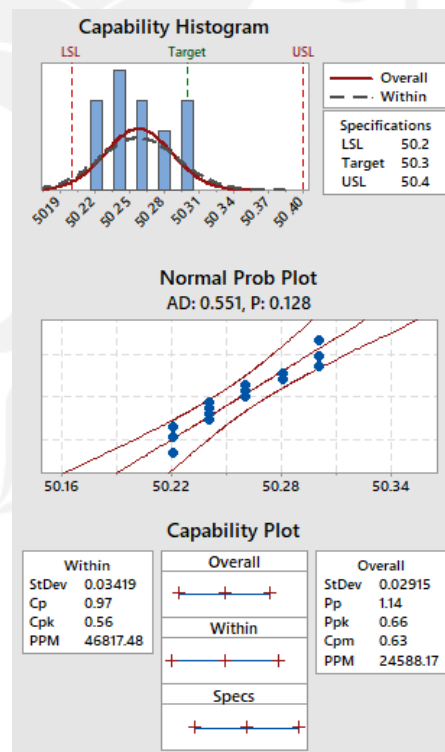 Capability Histogram
LSL Target USL
Overall
Within
Specifications
LSL 50.2
Target 50.3
USL 50.4
50.19 50.22 50.25 50.28 50.31 50.34 50.37 50.40
Normal Prob Plot
AD: 0.551, P: 0.128
50.16 50.22 50.28 50.34
Capability Plot
Within
StDev 0.03419
Cp 0.97
Cpk 0.56
PPM 46817.48
Overall
Within
Specs
Overall
StDev 0.02915
Pp 1.14
Ppk 0.66
Cpm 0.63
PPM 24588.17